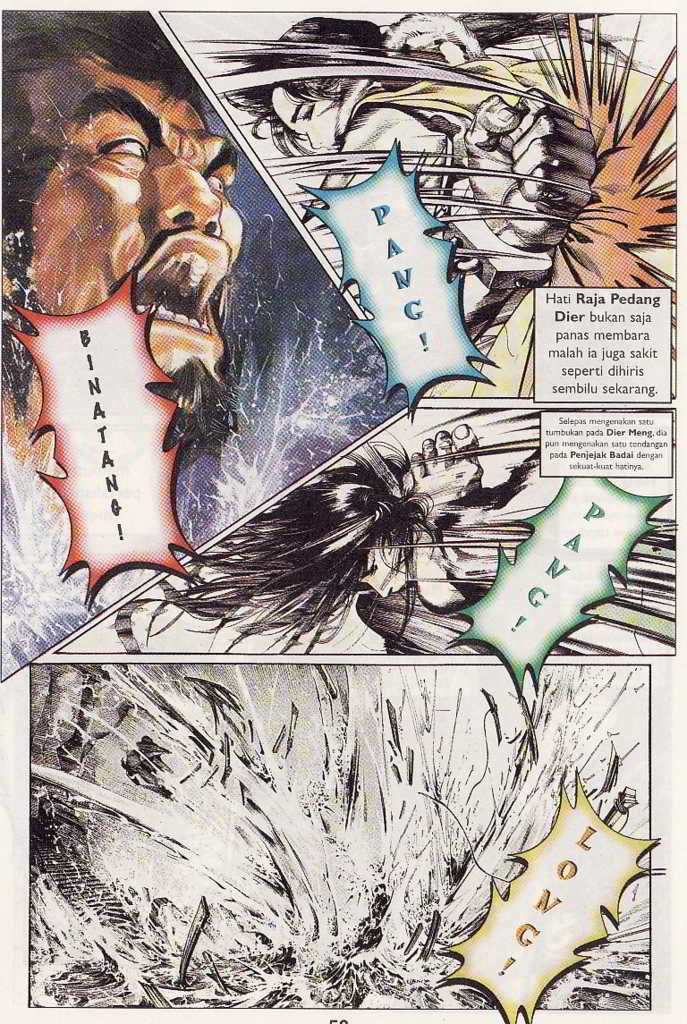 BINATANG!
PANG!
Hati Raja Pedang
Dier bukan saja
panas membara
malah ia juga sakit
seperti dihiris
sembilu sekarang.
Selepas mengenakan satu
tumbukan pada Dier Meng, dia
pun mengenakan satu tendangan
pada Penjejak Badai dengan
sekuat-kuat hatinya.
PANG!
LONG!